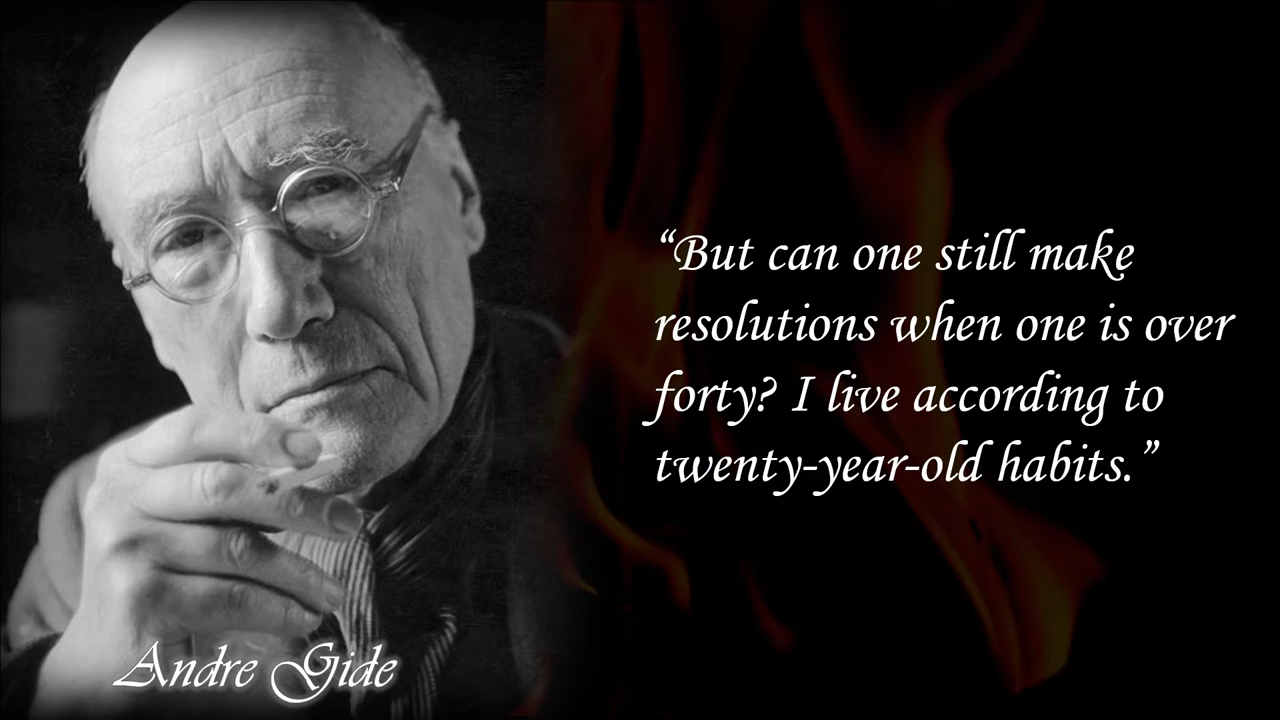 “But can one still make
resolutions when one is over
forty? I live according to
twenty-year-old habits.”
Andre Gide